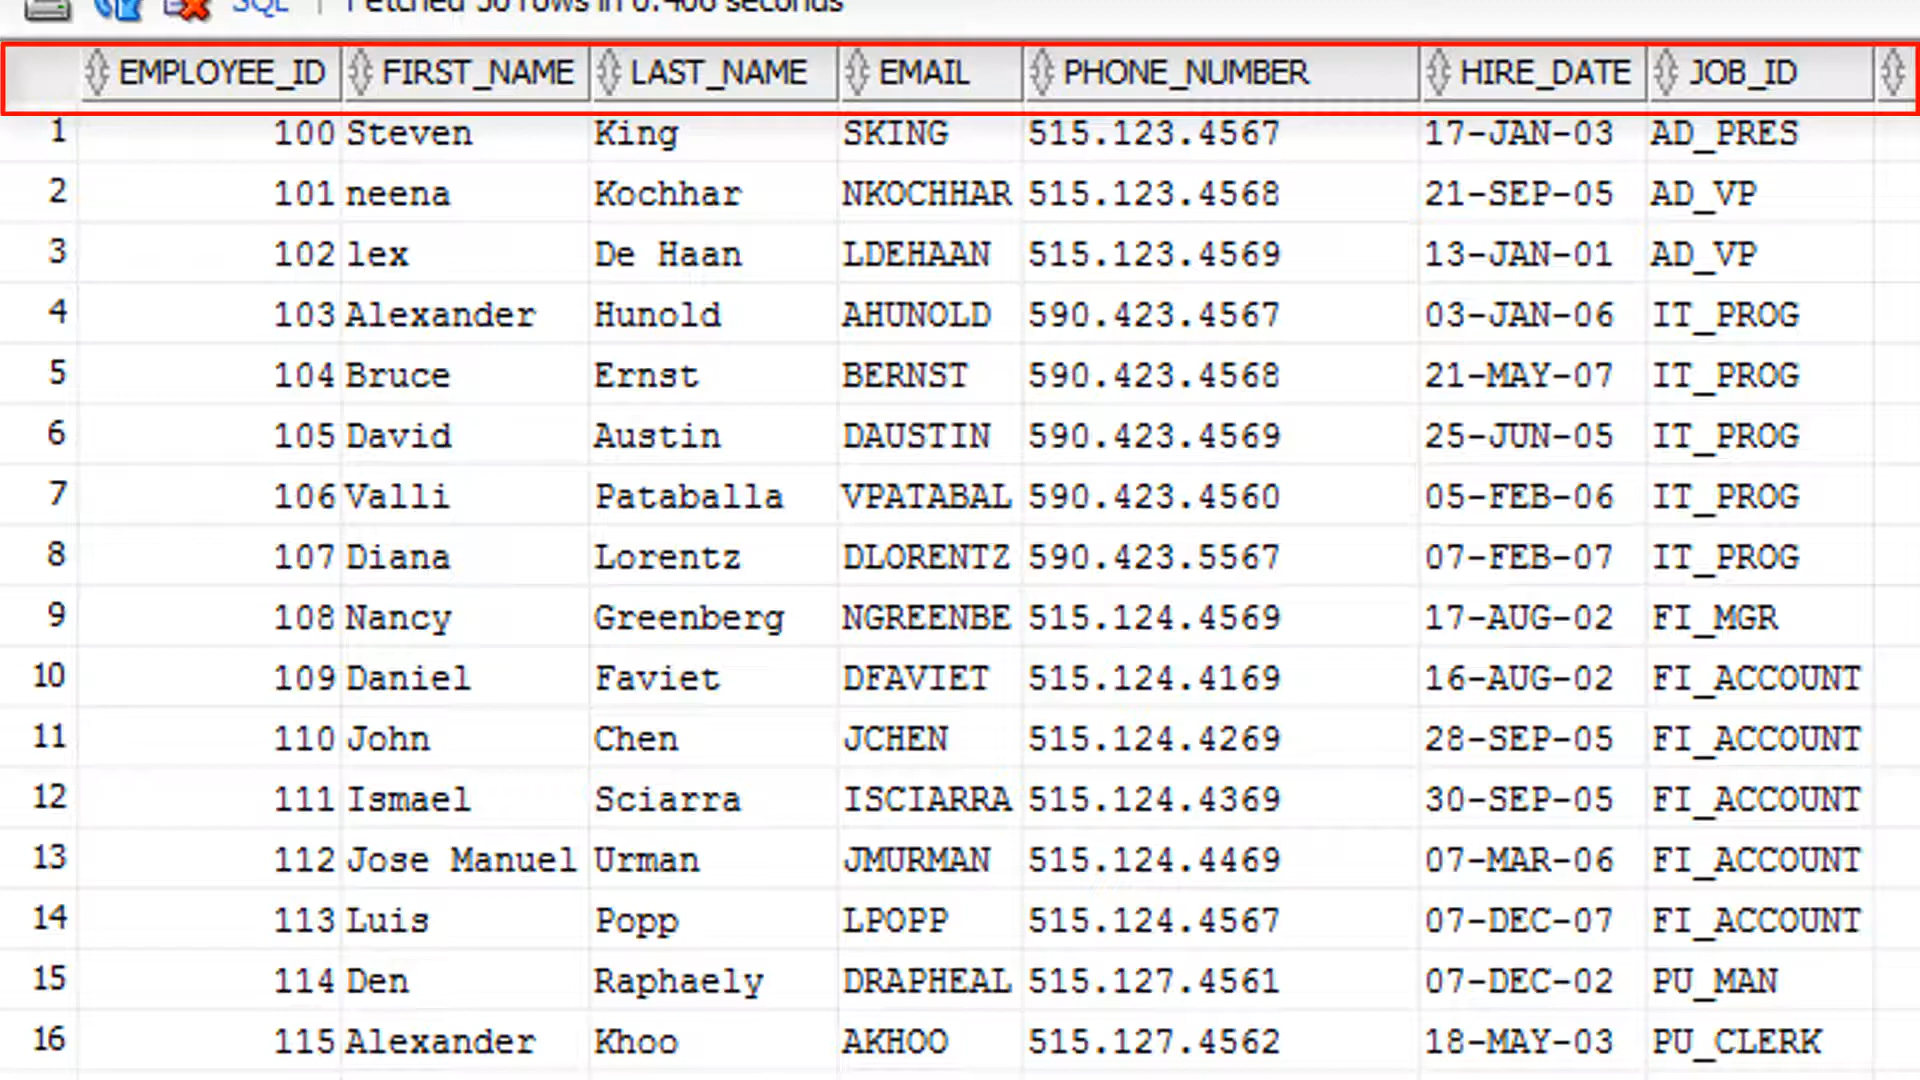 SQL | Fetched 50 rows in 0.406 seconds
EMPLOYEE_ID FIRST_NAME LAST_NAME EMAIL PHONE_NUMBER HIRE_DATE JOB_ID
1 100 Steven King SKING 515.123.4567 17-JAN-03 AD_PRES
2 101 neena Kochhar NKOCHHAR 515.123.4568 21-SEP-05 AD_VP
3 102 lex De Haan LDEHAAN 515.123.4569 13-JAN-01 AD_VP
4 103 Alexander Hunold AHUNOLD 590.423.4567 03-JAN-06 IT_PROG
5 104 Bruce Ernst BERNST 590.423.4568 21-MAY-07 IT_PROG
6 105 David Austin DAUSTIN 590.423.4569 25-JUN-05 IT_PROG
7 106 Valli Pataballa VPATABAL 590.423.4560 05-FEB-06 IT_PROG
8 107 Diana Lorentz DLORENTZ 590.423.5567 07-FEB-07 IT_PROG
9 108 Nancy Greenberg NGREENBE 515.124.4569 17-AUG-02 FI_MGR
10 109 Daniel Faviet DFAVIET 515.124.4169 16-AUG-02 FI_ACCOUNT
11 110 John Chen JCHEN 515.124.4269 28-SEP-05 FI_ACCOUNT
12 111 Ismael Sciarra ISCIARRA 515.124.4369 30-SEP-05 FI_ACCOUNT
13 112 Jose Manuel Urman JMURMAN 515.124.4469 07-MAR-06 FI_ACCOUNT
14 113 Luis Popp LPOPP 515.124.4567 07-DEC-07 FI_ACCOUNT
15 114 Den Raphaely DRAPHEAL 515.127.4561 07-DEC-02 PU_MAN
16 115 Alexander Khoo AKHOO 515.127.4562 18-MAY-03 PU_CLERK